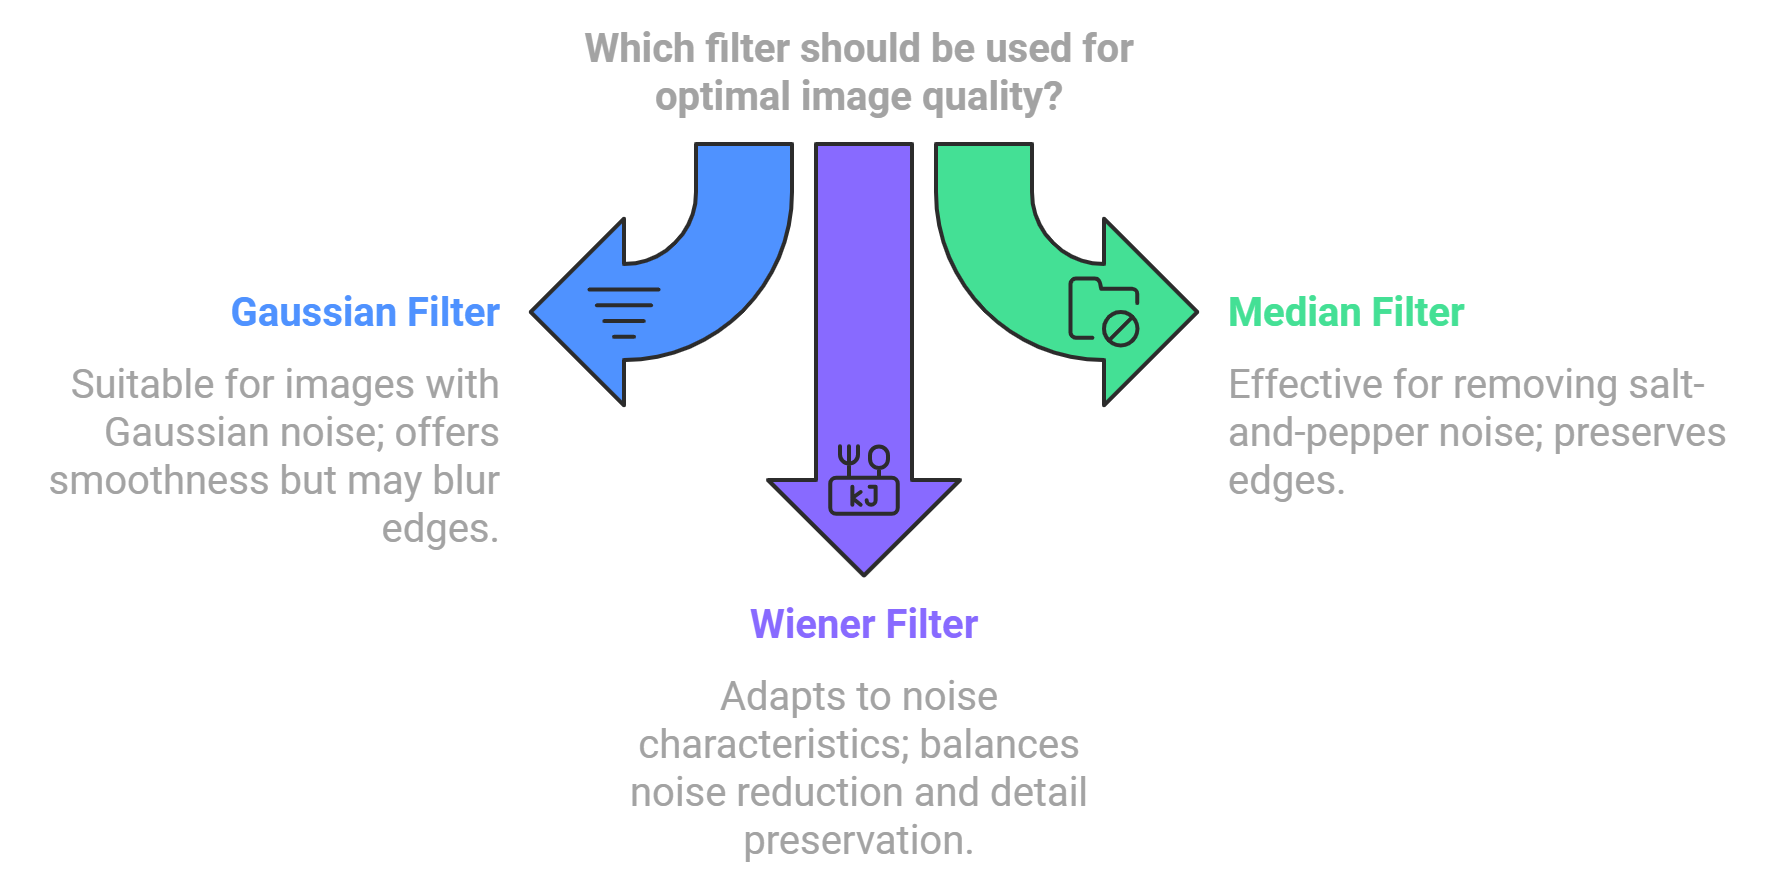 Which filter should be used for
optimal image quality?
Gaussian Filter
Suitable for images with
Gaussian noise; offers
smoothness but may blur
edges.
Median Filter
Effective for removing salt-
and-pepper noise; preserves
edges.
kJ
Wiener Filter
Adapts to noise
characteristics; balances
noise reduction and detail
preservation.